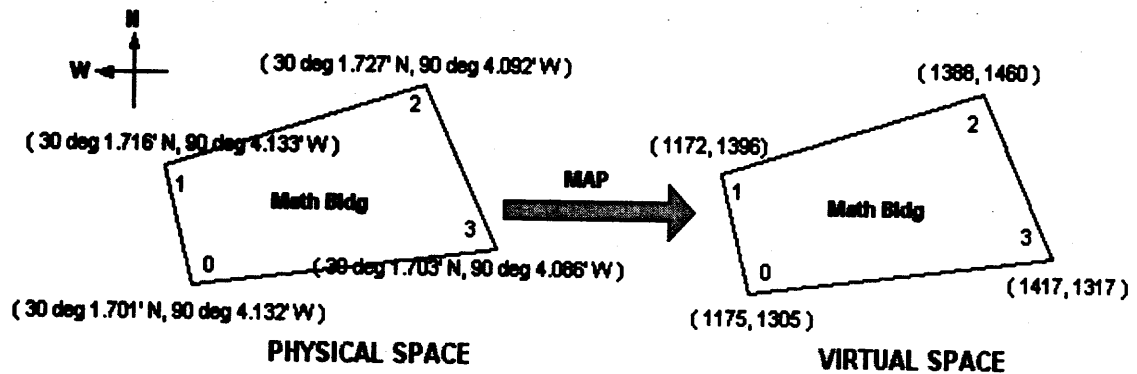 N
W
( 30 deg 1.727' N, 90 deg 4.092' W )
2
( 30 deg 1.716' N, 90 deg 4.133' W )
1
Math Bldg
3
0
( 30 deg 1.703' N, 90 deg 4.086' W )
( 30 deg 1.701' N, 90 deg 4.132' W )
PHYSICAL SPACE
MAP
( 1388, 1460 )
2
( 1172, 1396)
1
Math Bldg
3
0
( 1417, 1317 )
( 1175, 1305 )
VIRTUAL SPACE